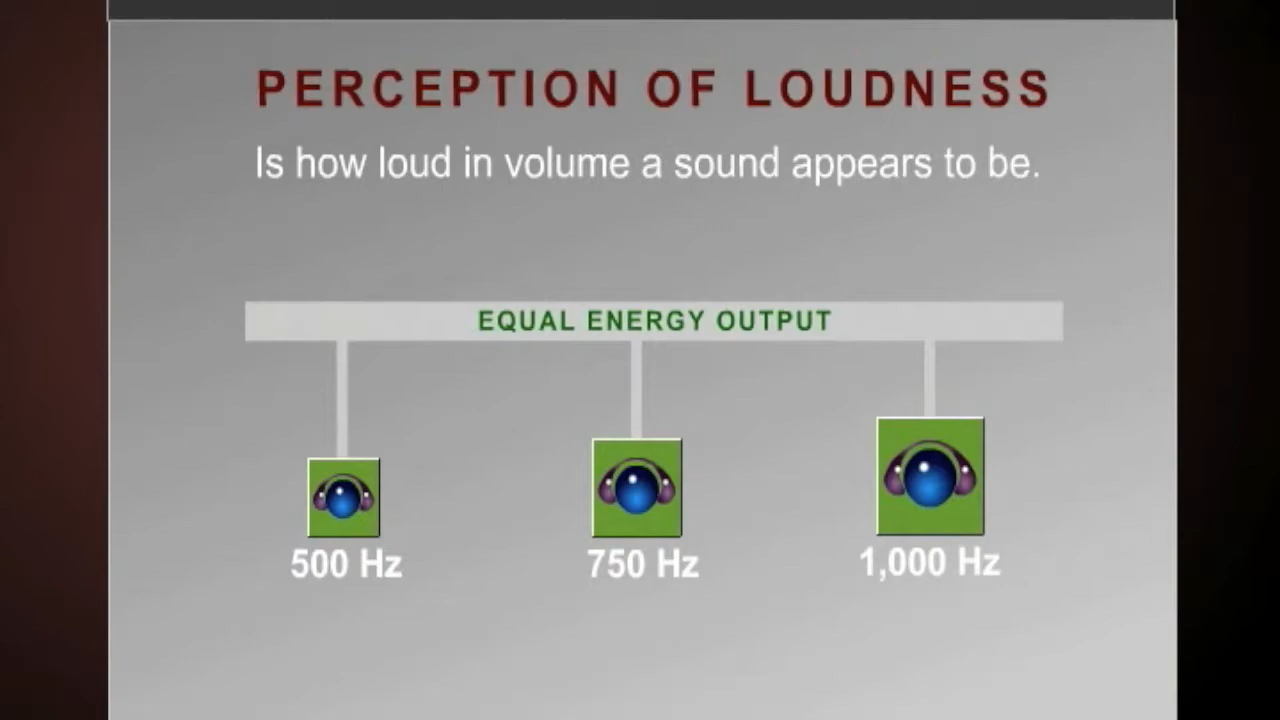 PERCEPTION OF LOUDNESS
Is how loud in volume a sound appears to be.
EQUAL ENERGY OUTPUT
500 Hz
750 Hz
1,000 Hz